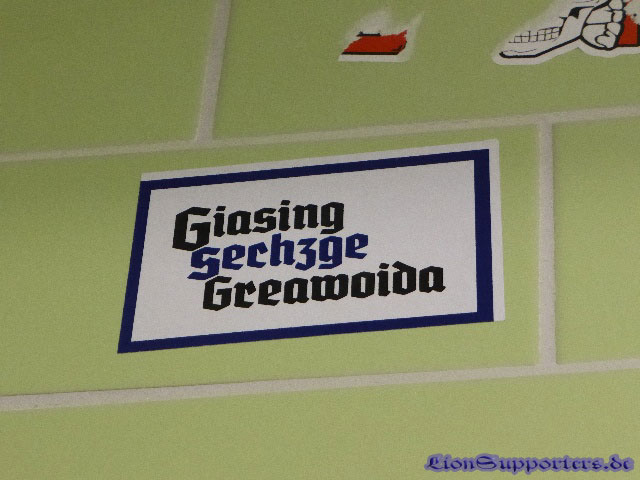 Giasing
sechzge
Greawoida
LionSupporters.de